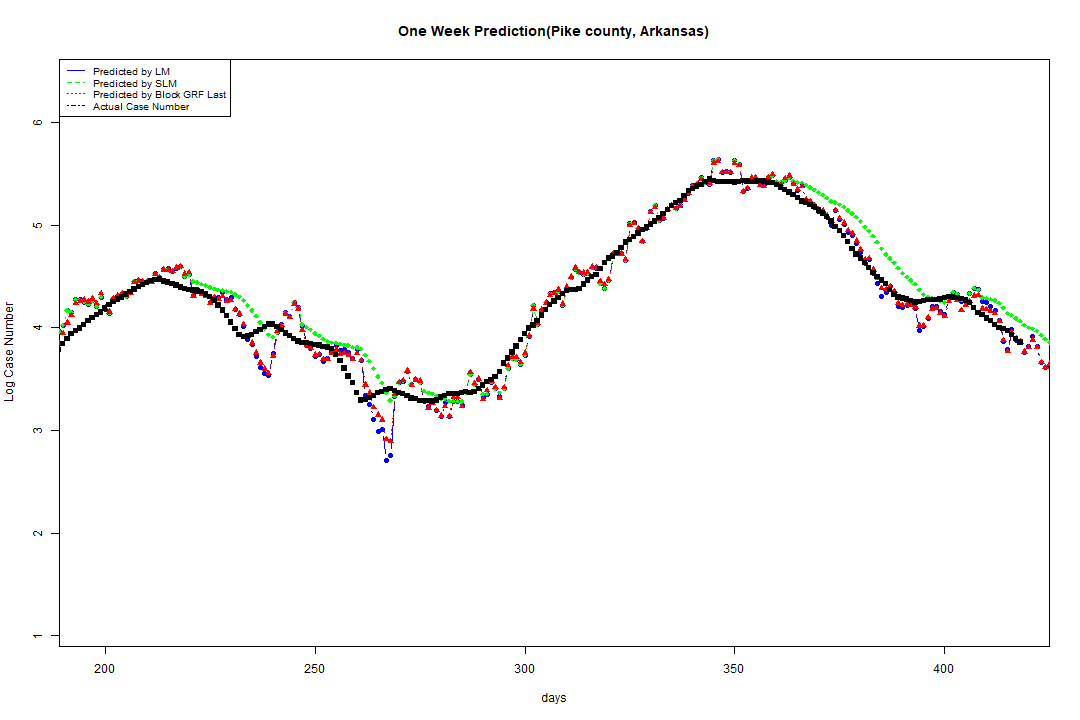 One Week Prediction(Pike county, Arkansas)
Predicted by LM
Predicted by SLM
Predicted by Block GRF Last
Actual Case Number
6
5
4
3
2
1
Log Case Number
200 250 300 350 400
days